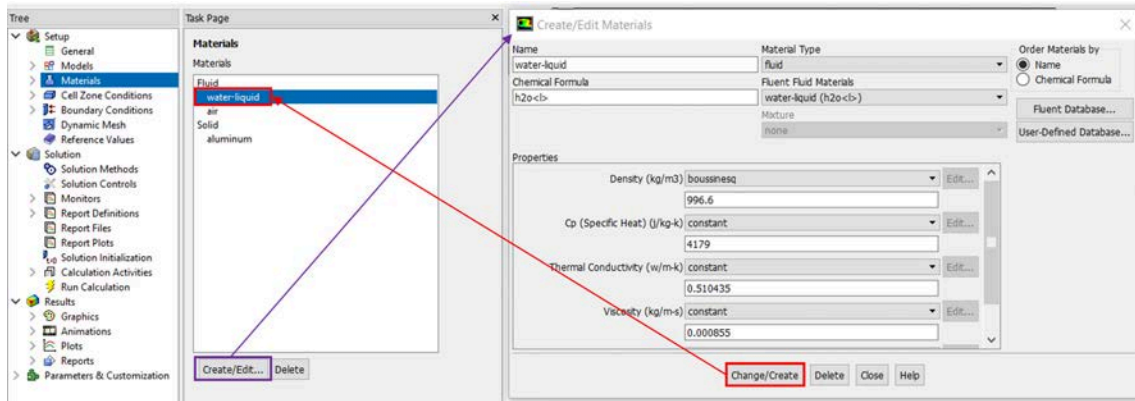 Tree
Setup
General
Models
Materials
Cell Zone Conditions
Boundary Conditions
Dynamic Mesh
Reference Values
Solution
Solution Methods
Solution Controls
Monitors
Report Definitions
Report Files
Report Plots
Solution Initialization
Calculation Activities
Run Calculation
Results
Graphics
Animations
Plots
Reports
Parameters & Customization
Task Page
Materials
Materials
Fluid
water-liquid
air
Solid
aluminum
Create/Edit...
Delete
Create/Edit Materials
Name
water-liquid
Chemical Formula
h2o<l>
Material Type
fluid
Fluent Fluid Materials
water-liquid (h2o<l>)
Mixture
none
Order Materials by
Name
Chemical Formula
Fluent Database...
User-Defined Database...
Properties
Density (kg/m3) boussinesq Edit...
996.6
Cp (Specific Heat) (j/kg-k) constant Edit...
4179
Thermal Conductivity (w/m-k) constant Edit...
0.510435
Viscosity (kg/m-s) constant Edit...
0.000855
Change/Create Delete Close Help